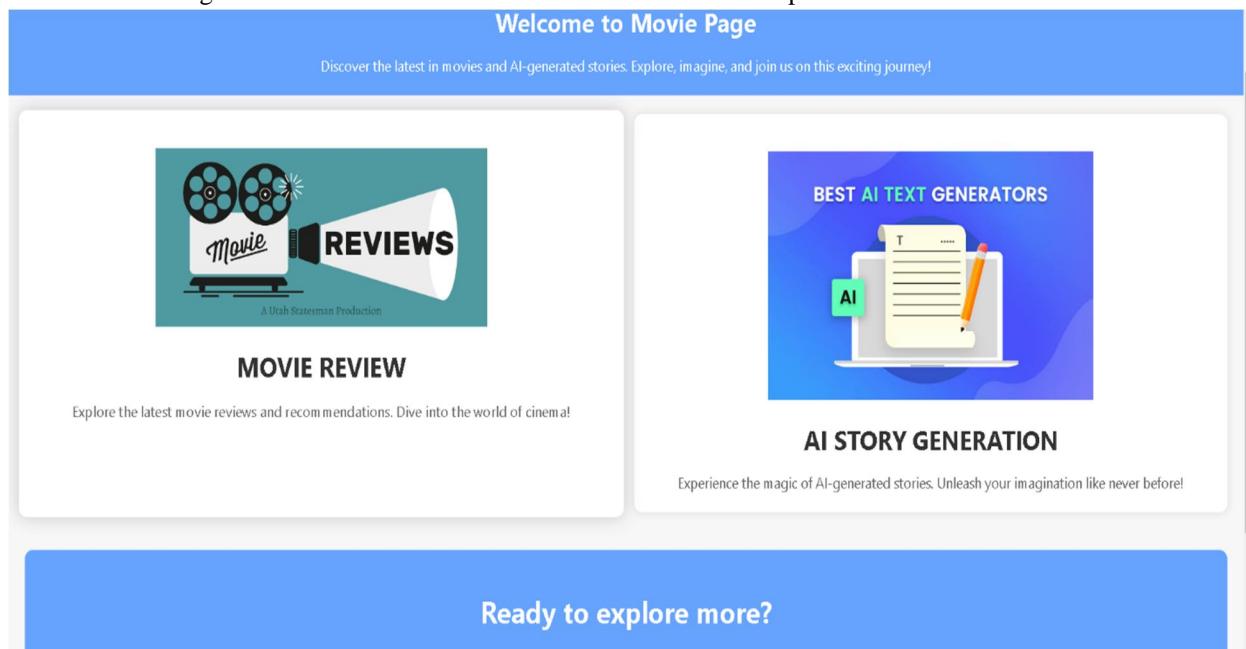 Welcome to Movie Page
Discover the latest in movies and AI-generated stories. Explore, imagine, and join us on this exciting journey!
Movie REVIEWS
A Utah Statesman Production
MOVIE REVIEW
Explore the latest movie reviews and recommendations. Dive into the world of cinema!
BEST AI TEXT GENERATORS
T .....
AI
AI STORY GENERATION
Experience the magic of AI-generated stories. Unleash your imagination like never before!
Ready to explore more?